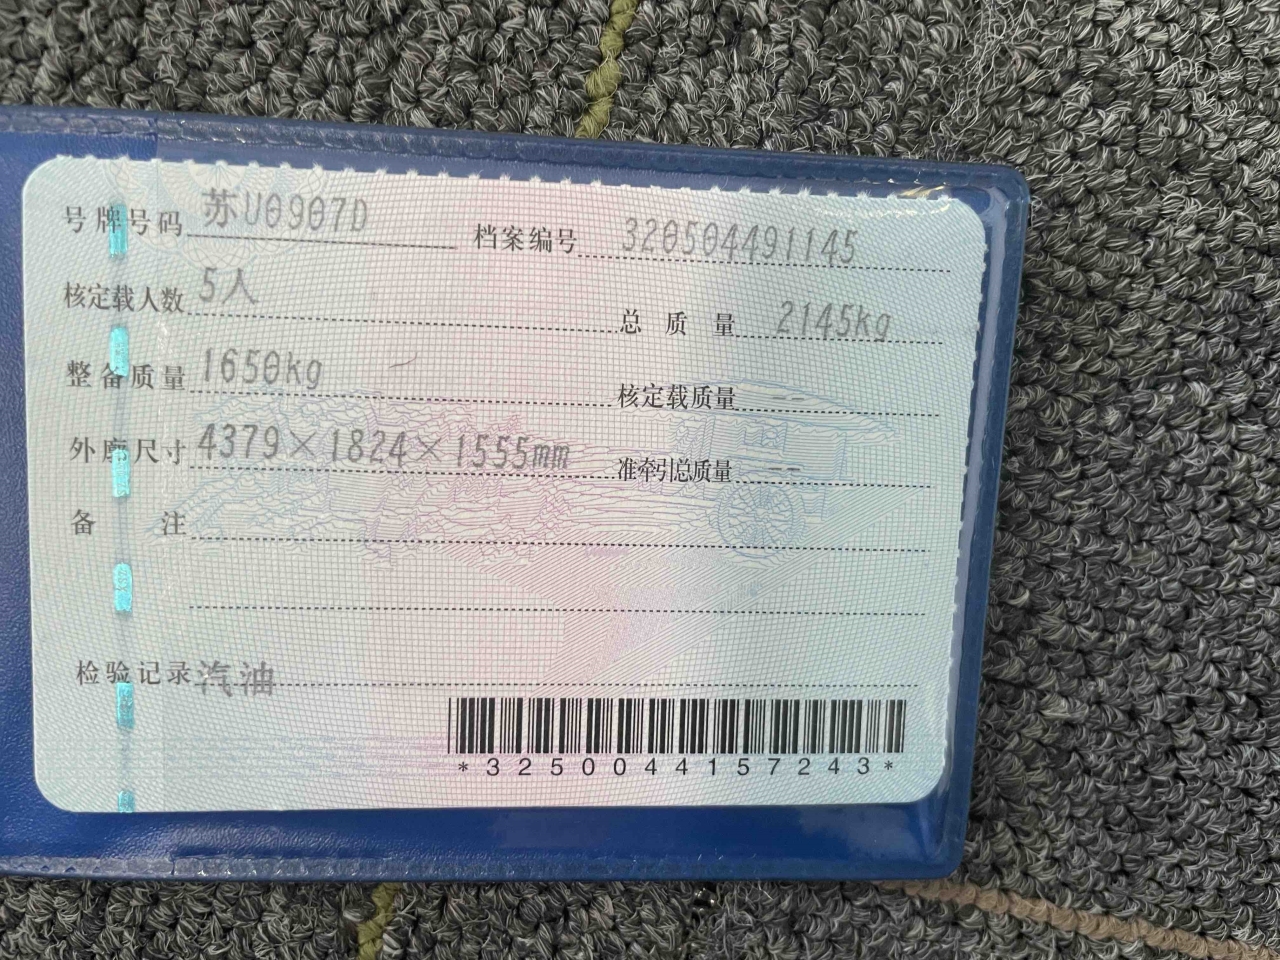 号牌号码 苏U0907D 档案编号 320504491145
核定载人数 5人 总质量 2145kg
整备质量 1650kg 核定载质量 --
外廓尺寸 4379×1824×1555mm 准牵引总质量 --
备注
检验记录 汽油
*3250044157243*